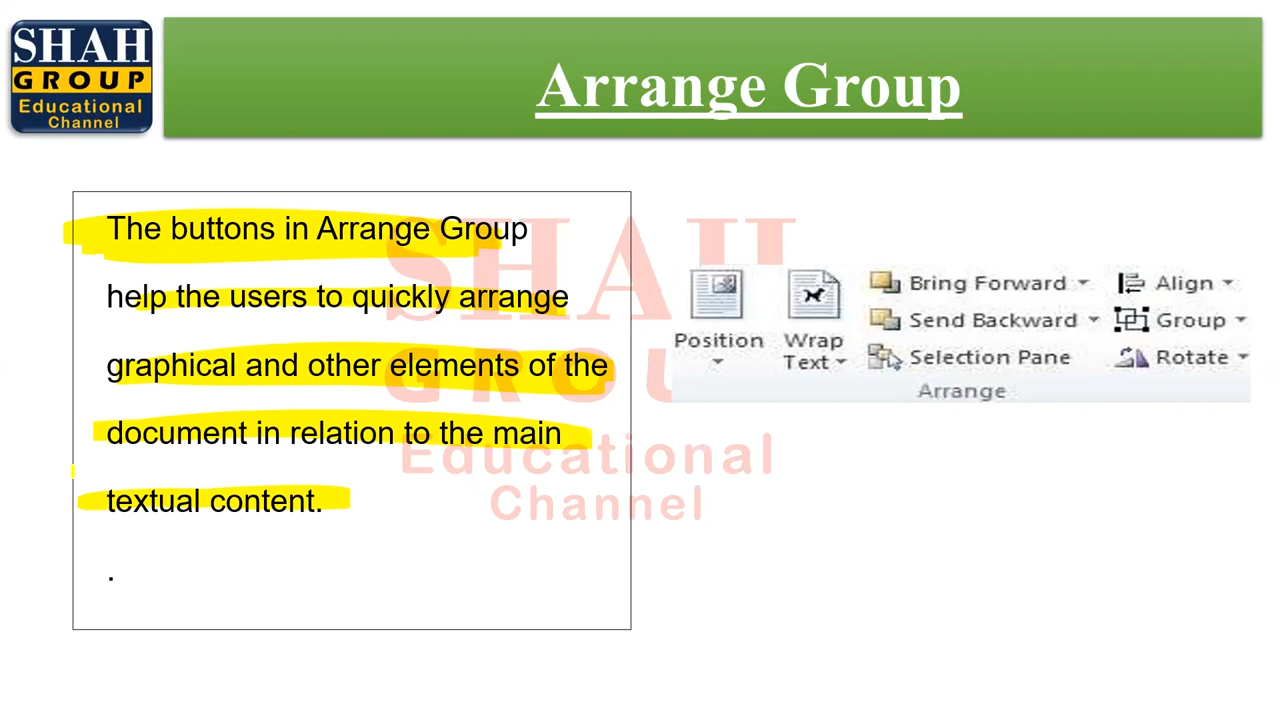 SHAH
GROUP
Educational
Channel
Arrange Group
The buttons in Arrange Group
help the users to quickly arrange
graphical and other elements of the
document in relation to the main
textual content.
.
SHAH
GROU
Educational
Channel
Position
Wrap
Text
Bring Forward
Send Backward
Selection Pane
Align
Group
Rotate
Arrange